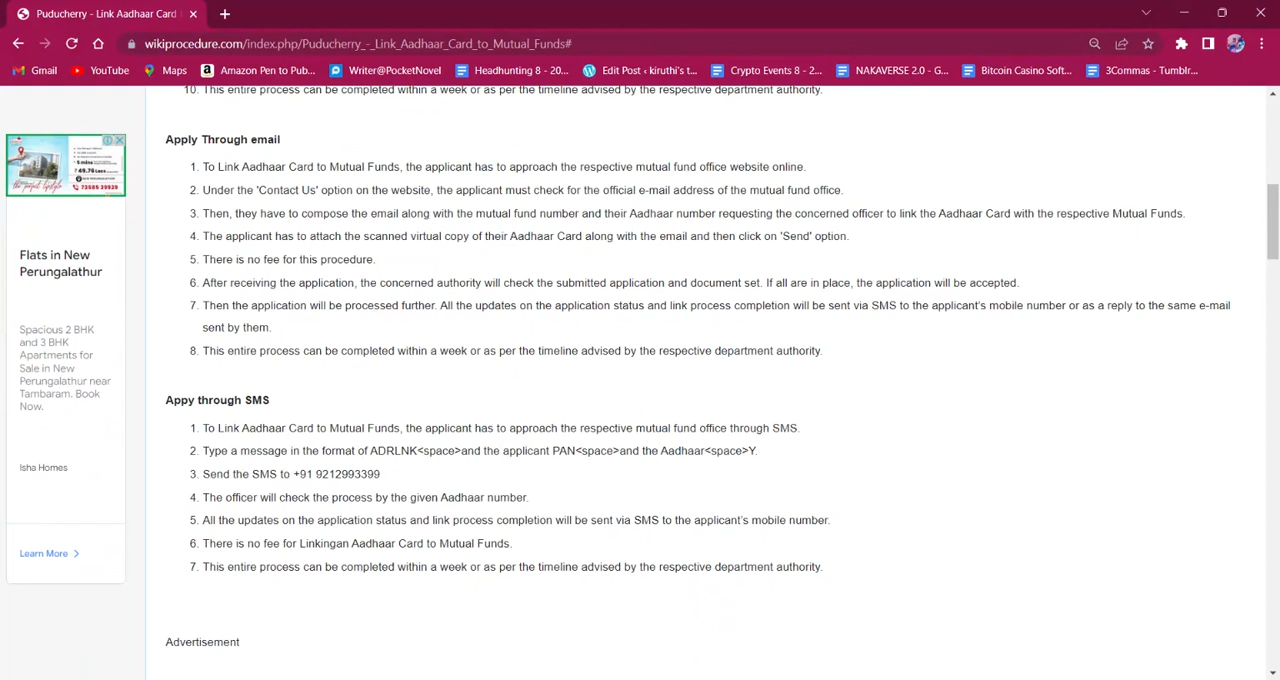 Puducherry - Link Aadhaar Card
wikiprocedure.com/index.php/Puducherry_-_Link_Aadhaar_Card_to_Mutual_Funds#
Gmail
YouTube
Maps
Amazon Pen to Pub...
Writer@PocketNovel
Headhunting 8 - 20...
Edit Post ‹ kiruthi's t...
Crypto Events 8 - 2...
NAKAVERSE 2.0 - G...
Bitcoin Casino Soft...
3Commas - Tumblr...
10. This entire process can be completed within a week or as per the timeline advised by the respective department authority.
Apply Through email
1. To Link Aadhaar Card to Mutual Funds, the applicant has to approach the respective mutual fund office website online.
2. Under the 'Contact Us' option on the website, the applicant must check for the official e-mail address of the mutual fund office.
3. Then, they have to compose the email along with the mutual fund number and their Aadhaar number requesting the concerned officer to link the Aadhaar Card with the respective Mutual Funds.
4. The applicant has to attach the scanned virtual copy of their Aadhaar Card along with the email and then click on 'Send' option.
5. There is no fee for this procedure.
6. After receiving the application, the concerned authority will check the submitted application and document set. If all are in place, the application will be accepted.
7. Then the application will be processed further. All the updates on the application status and link process completion will be sent via SMS to the applicant's mobile number or as a reply to the same e-mail
sent by them.
8. This entire process can be completed within a week or as per the timeline advised by the respective department authority.
Appy through SMS
1. To Link Aadhaar Card to Mutual Funds, the applicant has to approach the respective mutual fund office through SMS.
2. Type a message in the format of ADRLNK<space>and the applicant PAN<space>and the Aadhaar<space>Y.
3. Send the SMS to +91 9212993399
4. The officer will check the process by the given Aadhaar number.
5. All the updates on the application status and link process completion will be sent via SMS to the applicant's mobile number.
6. There is no fee for Linkingan Aadhaar Card to Mutual Funds.
7. This entire process can be completed within a week or as per the timeline advised by the respective department authority.
Advertisement
Flats in New
Perungalathur
Spacious 2 BHK
and 3 BHK
Apartments for
Sale in New
Perungalathur near
Tambaram. Book
Now.
Isha Homes
Learn More